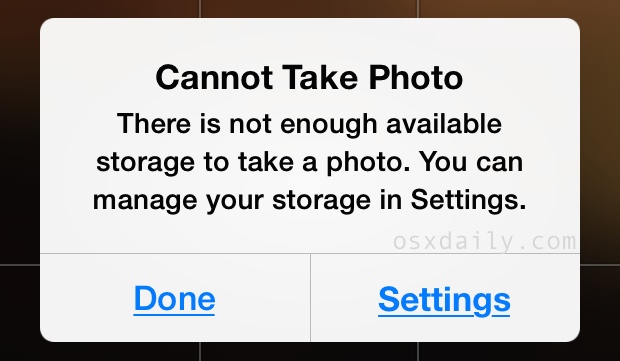 Cannot Take Photo
There is not enough available
storage to take a photo. You can
manage your storage in Settings.
osxdaily.com
Done
Settings